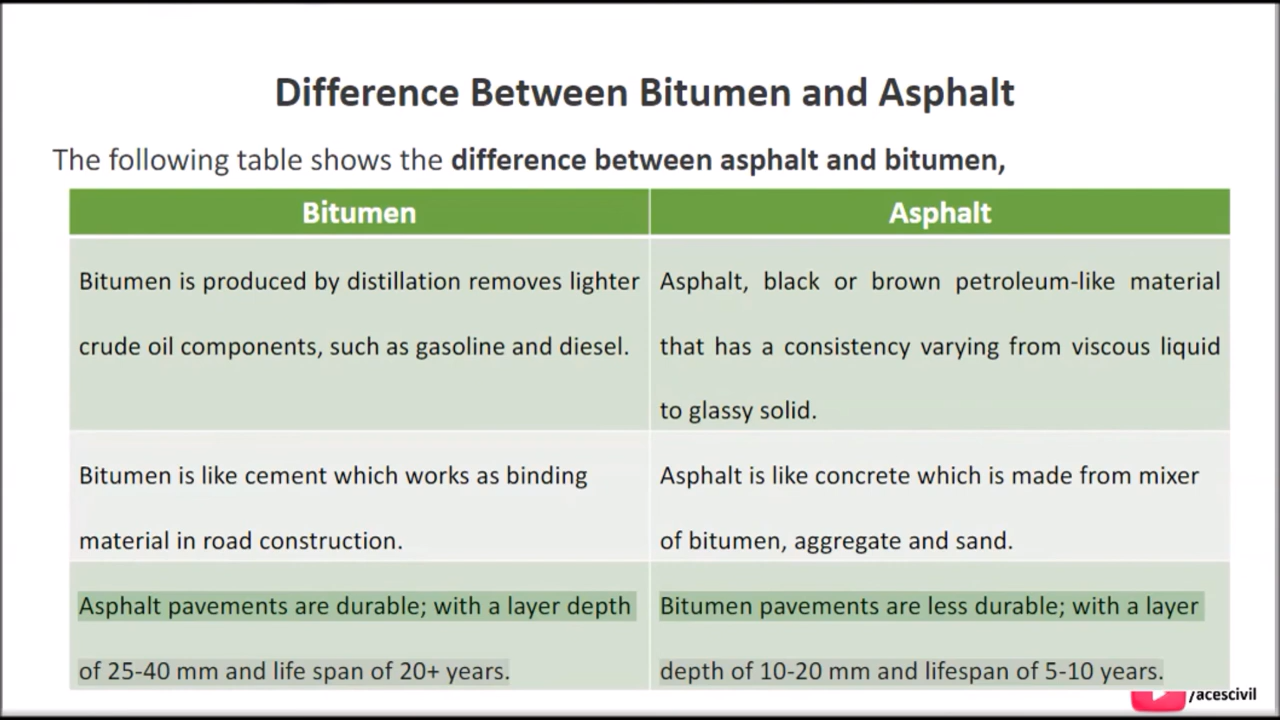 Difference Between Bitumen and Asphalt
The following table shows the difference between asphalt and bitumen,
Bitumen
Asphalt
Bitumen is produced by distillation removes lighter
crude oil components, such as gasoline and diesel.
Asphalt, black or brown petroleum-like material
that has a consistency varying from viscous liquid
to glassy solid.
Bitumen is like cement which works as binding
material in road construction.
Asphalt is like concrete which is made from mixer
of bitumen, aggregate and sand.
Asphalt pavements are durable; with a layer depth
of 25-40 mm and life span of 20+ years.
Bitumen pavements are less durable; with a layer
depth of 10-20 mm and lifespan of 5-10 years.
/acescivil